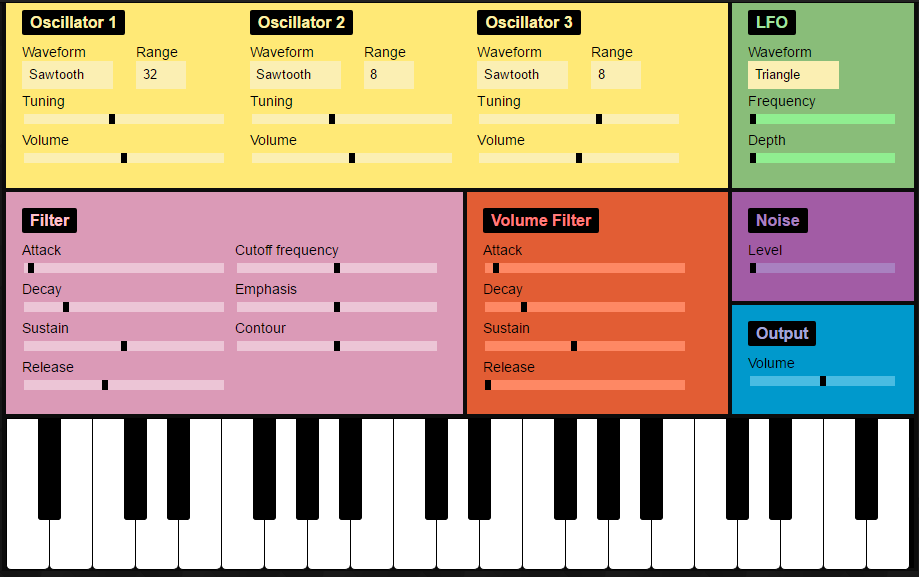 Oscillator 1
Waveform Range
Sawtooth 32
Tuning
Volume
Oscillator 2
Waveform Range
Sawtooth 8
Tuning
Volume
Oscillator 3
Waveform Range
Sawtooth 8
Tuning
Volume
LFO
Waveform
Triangle
Frequency
Depth
Filter
Attack
Decay
Sustain
Release
Cutoff frequency
Emphasis
Contour
Volume Filter
Attack
Decay
Sustain
Release
Noise
Level
Output
Volume